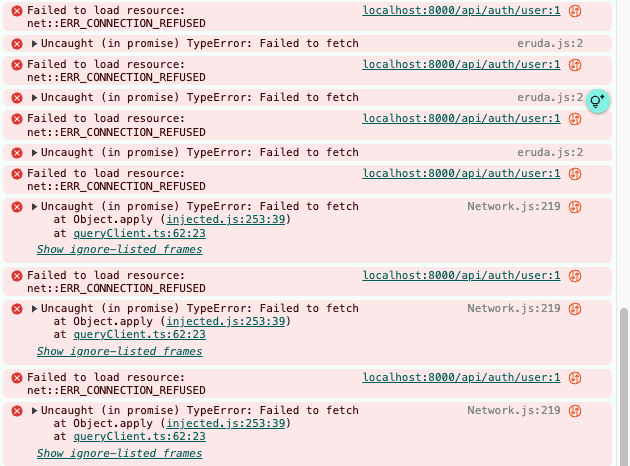 Failed to load resource: localhost:8000/api/auth/user:1
net::ERR_CONNECTION_REFUSED
Uncaught (in promise) TypeError: Failed to fetch eruda.js:2
Failed to load resource: localhost:8000/api/auth/user:1
net::ERR_CONNECTION_REFUSED
Uncaught (in promise) TypeError: Failed to fetch eruda.js:2
Failed to load resource: localhost:8000/api/auth/user:1
net::ERR_CONNECTION_REFUSED
Uncaught (in promise) TypeError: Failed to fetch eruda.js:2
Failed to load resource: localhost:8000/api/auth/user:1
net::ERR_CONNECTION_REFUSED
Uncaught (in promise) TypeError: Failed to fetch Network.js:219
at Object.apply (injected.js:253:39)
at queryClient.ts:62:23
Show ignore-listed frames
Failed to load resource: localhost:8000/api/auth/user:1
net::ERR_CONNECTION_REFUSED
Uncaught (in promise) TypeError: Failed to fetch Network.js:219
at Object.apply (injected.js:253:39)
at queryClient.ts:62:23
Show ignore-listed frames
Failed to load resource: localhost:8000/api/auth/user:1
net::ERR_CONNECTION_REFUSED
Uncaught (in promise) TypeError: Failed to fetch Network.js:219
at Object.apply (injected.js:253:39)
at queryClient.ts:62:23
Show ignore-listed frames